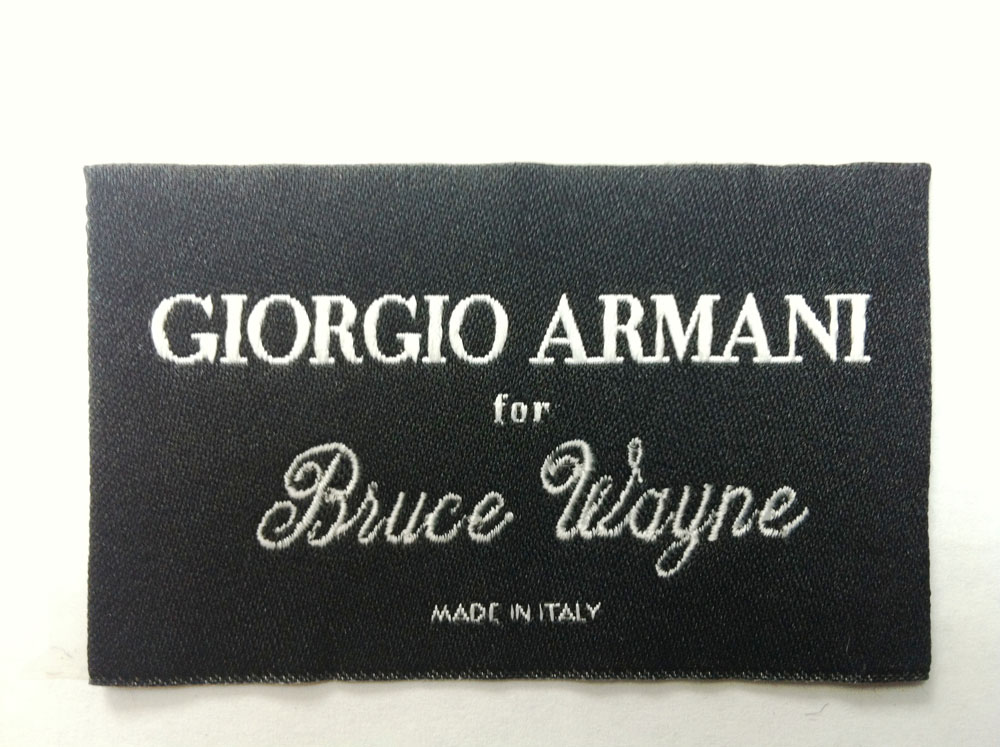 GIORGIO ARMANI
for
Bruce Wayne
MADE IN ITALY